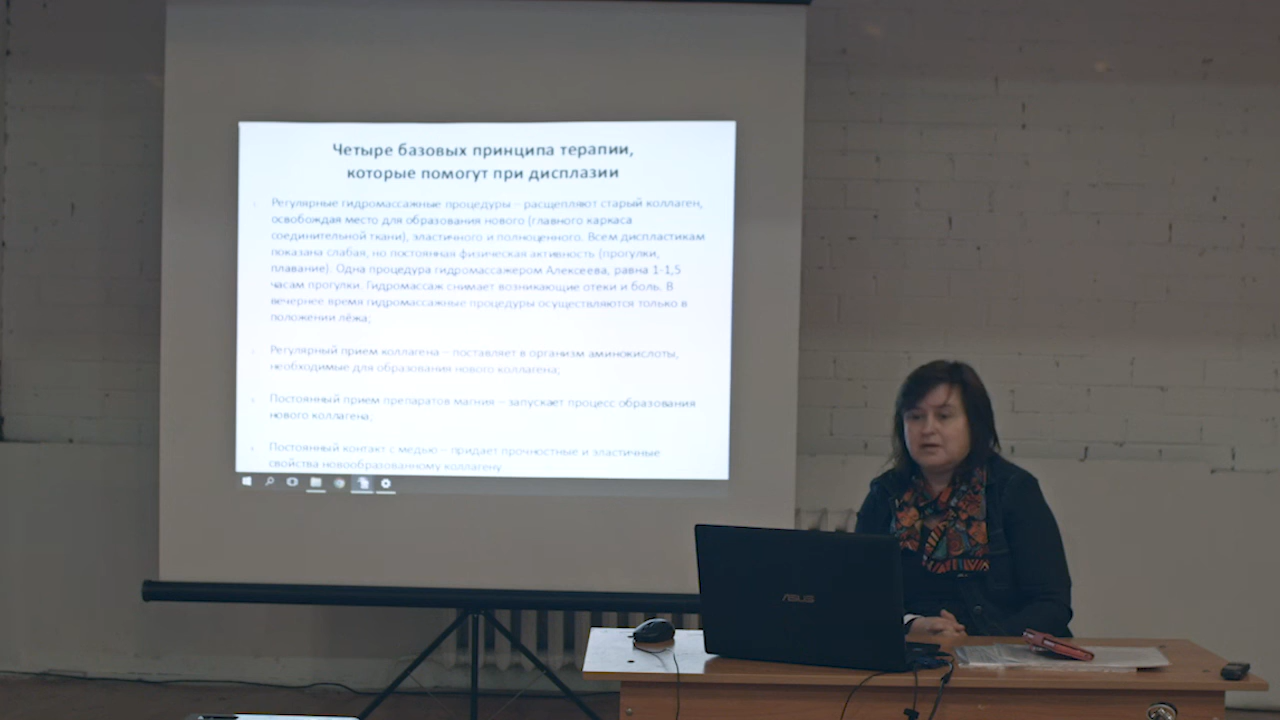 Четыре базовых принципа терапии,
которые помогут при дисплазии
Регулярные гидромассажные процедуры – расщепляют старый коллаген,
освобождая место для образования нового (главного каркаса
соединительной ткани), эластичного и полноценного. Всем диспластикам
показана слабая, но постоянная физическая активность (прогулки,
плавание). Одна процедура гидромассажером Алексеева, равна 1-1,5
часам прогулки. Гидромассаж снимает возникающие отеки и боль. В
вечернее время гидромассажные процедуры осуществляются только в
положении лёжа;
Регулярный прием коллагена – поставляет в организм аминокислоты,
необходимые для образования нового коллагена;
Постоянный прием препаратов магния – запускает процесс образования
нового коллагена;
Постоянный контакт с медью – придает прочностные и эластичные
свойства новообразованному коллагену
ASUS